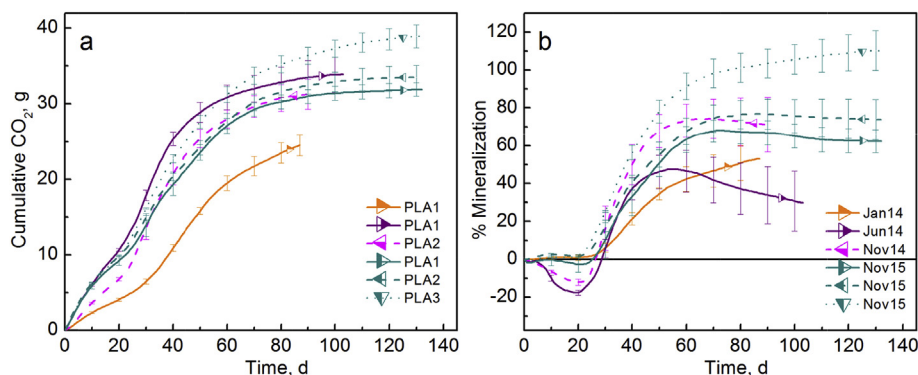 a
Cumulative CO2, g
40
30
20
10
0
0 20 40 60 80 100 120 140
Time, d
PLA1
PLA1
PLA2
PLA1
PLA2
PLA3
b
% Mineralization
120
100
80
60
40
20
0
-20
0 20 40 60 80 100 120 140
Time, d
Jan14
Jun14
Nov14
Nov15
Nov15
Nov15